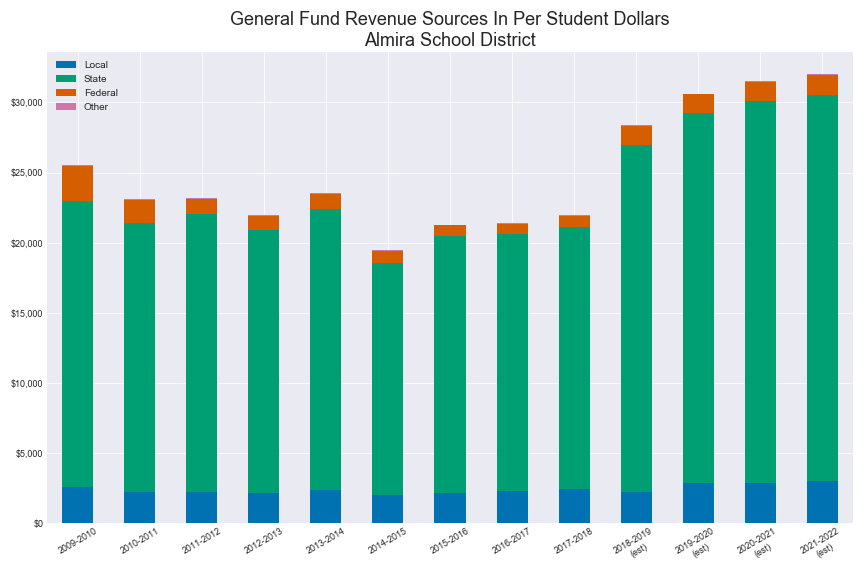 General Fund Revenue Sources In Per Student Dollars
Almira School District
Local
State
Federal
Other
$30,000
$25,000
$20,000
$15,000
$10,000
$5,000
$0
2009-2010
2010-2011
2011-2012
2012-2013
2013-2014
2014-2015
2015-2016
2016-2017
2017-2018
2018-2019
(est)
2019-2020
(est)
2020-2021
(est)
2021-2022
(est)